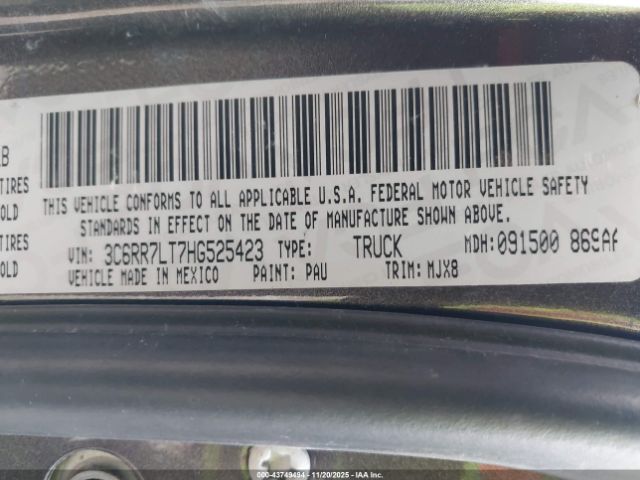 LB
TIRES
OLD
TIRES
OLD
THIS VEHICLE CONFORMS TO ALL APPLICABLE U.S.A. FEDERAL MOTOR VEHICLE SAFETY
STANDARDS IN EFFECT ON THE DATE OF MANUFACTURE SHOWN ABOVE.
VIN: 3C6RR7LT7HG525423 TYPE: TRUCK MDH:091500 869AA
VEHICLE MADE IN MEXICO PAINT: PAU TRIM: MJX8
000-43749494 - 11/20/2025 - IAA Inc.